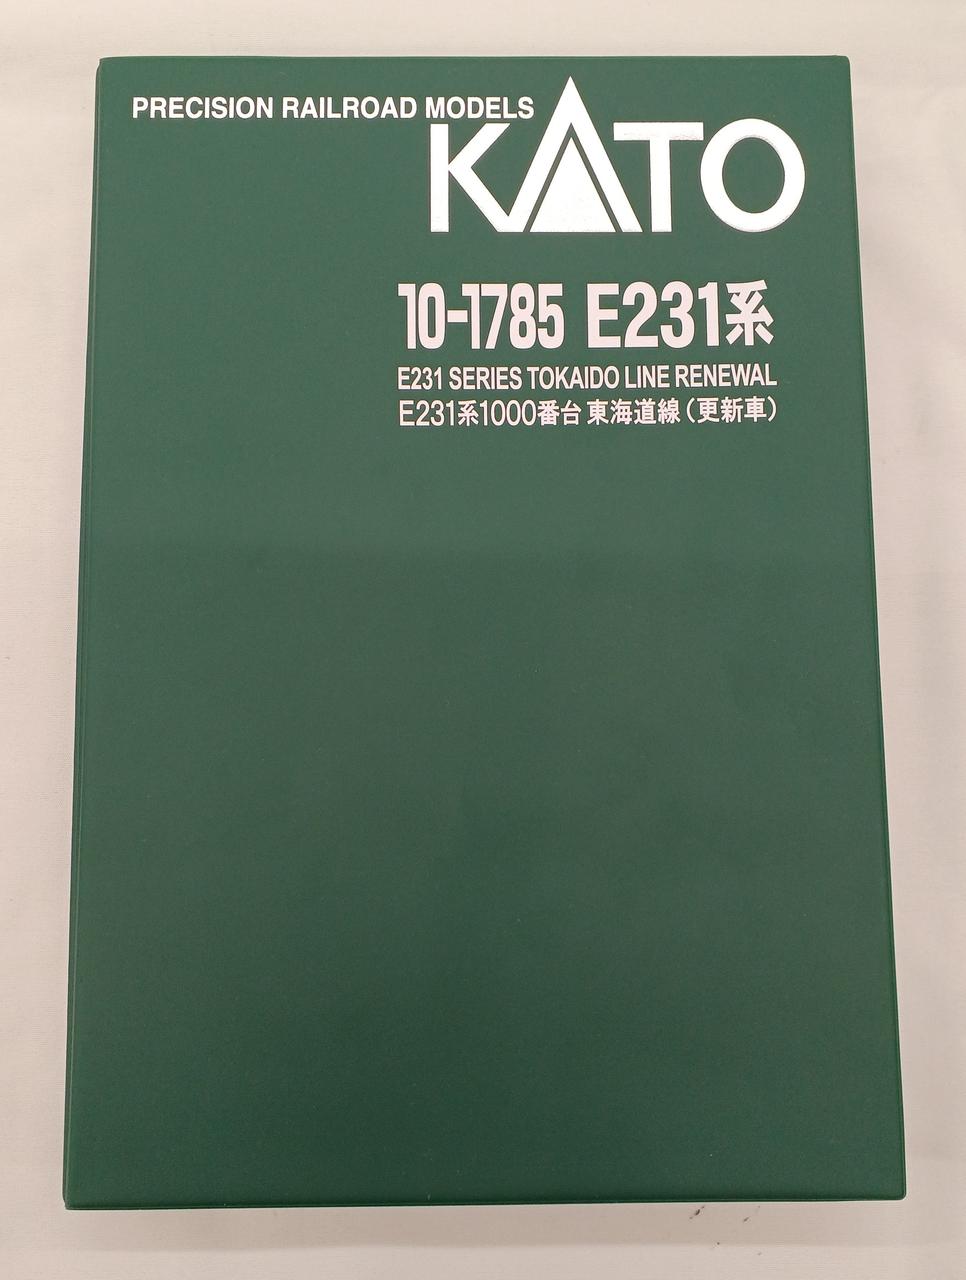 PRECISION RAILROAD MODELS
KATO
10-1785 E231系
E231 SERIES TOKAIDO LINE RENEWAL
E231系1000番台 東海道線（更新車）